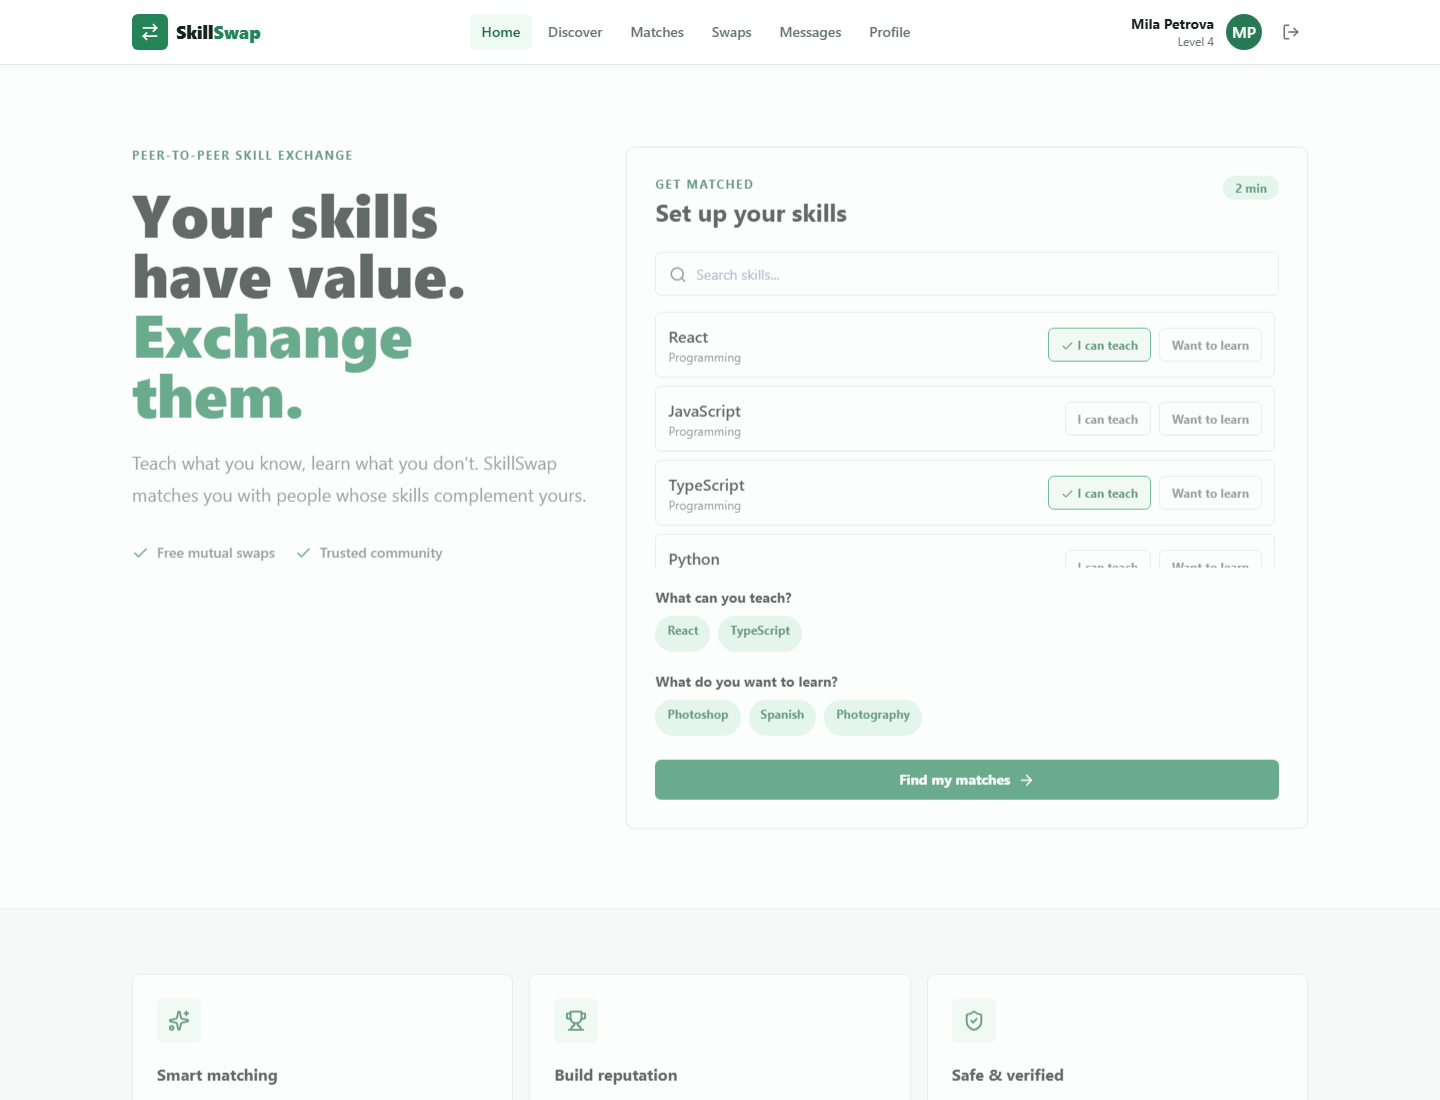 SkillSwap
Home
Discover
Matches
Swaps
Messages
Profile
Mila Petrova
Level 4
MP
PEER-TO-PEER SKILL EXCHANGE
Your skills
have value.
Exchange
them.
Teach what you know, learn what you don't. SkillSwap
matches you with people whose skills complement yours.
Free mutual swaps
Trusted community
GET MATCHED
2 min
Set up your skills
Search skills...
React
Programming
I can teach
Want to learn
JavaScript
Programming
I can teach
Want to learn
TypeScript
Programming
I can teach
Want to learn
Python
I can teach
Want to learn
What can you teach?
React
TypeScript
What do you want to learn?
Photoshop
Spanish
Photography
Find my matches
Smart matching
Build reputation
Safe & verified